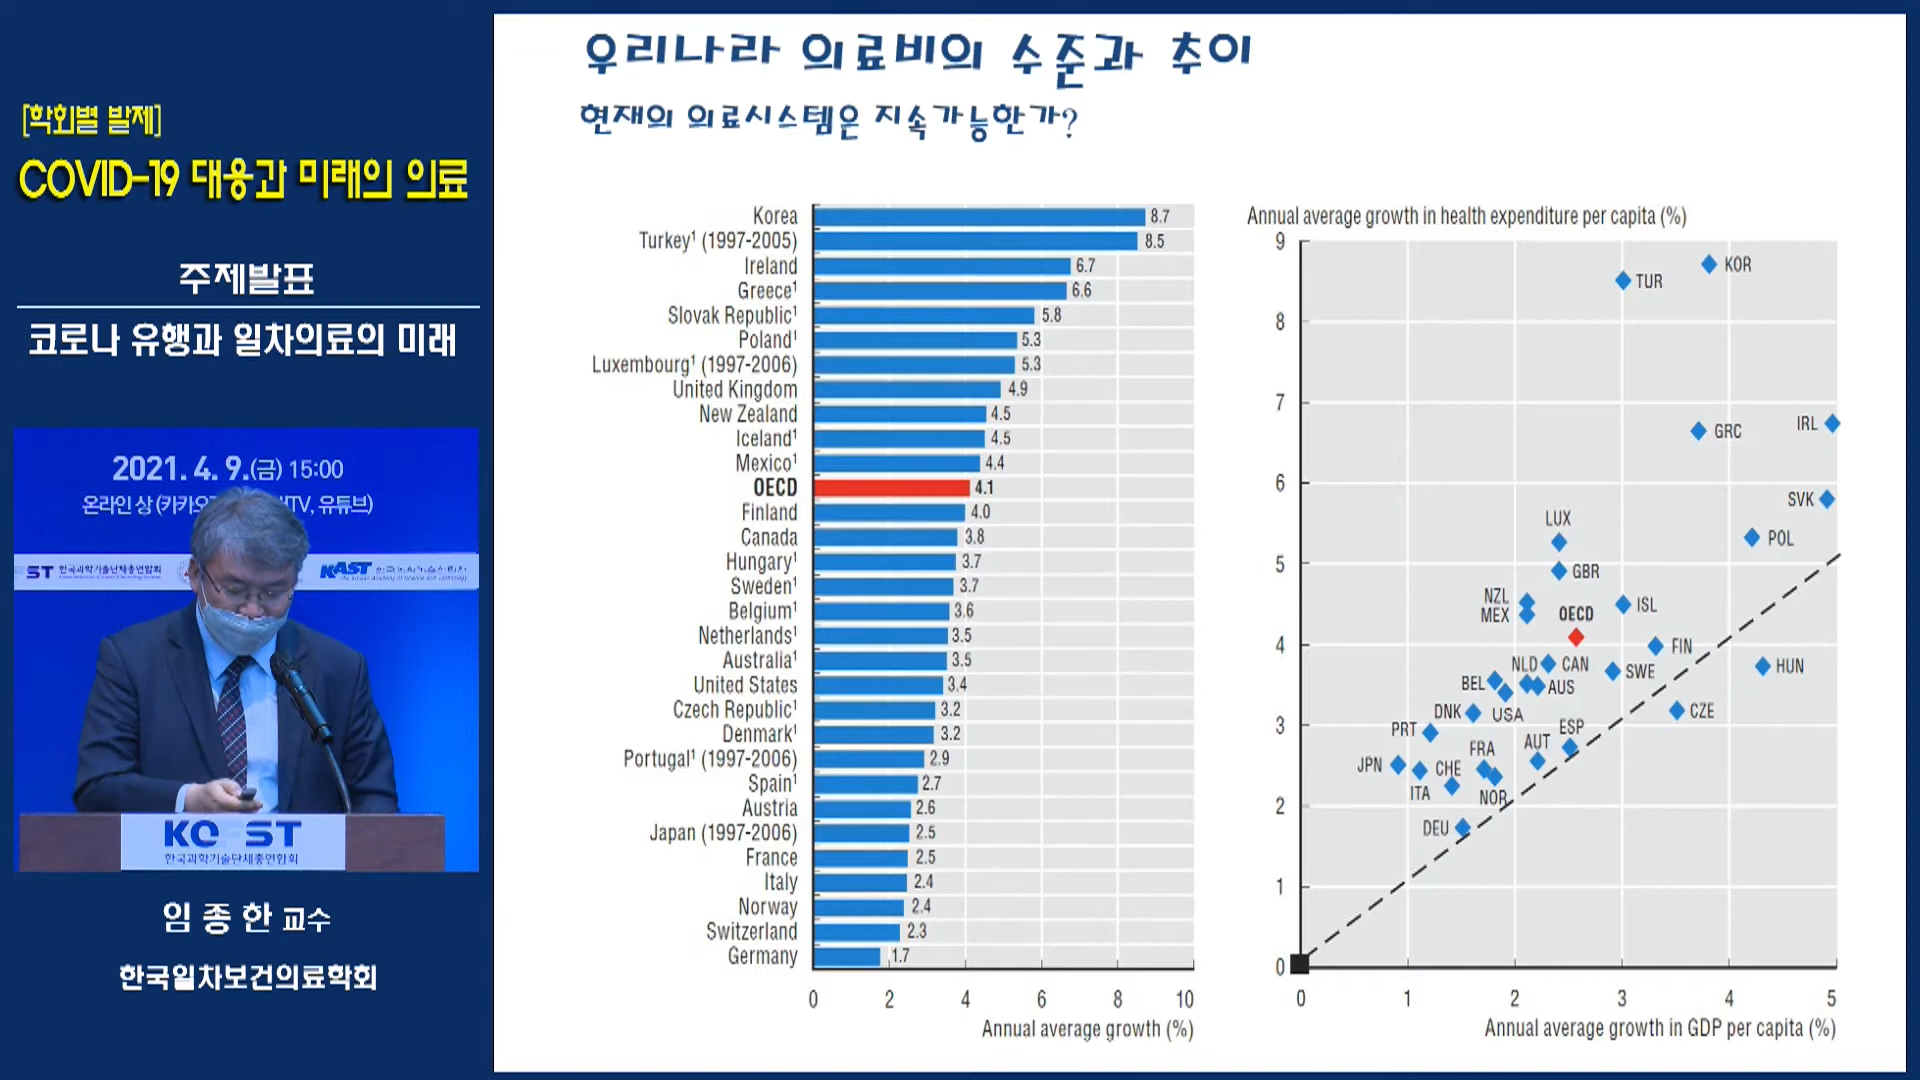 [학회별 발제]
COVID-19 대응과 미래의 의료
주제발표
코로나 유행과 일차의료의 미래
2021. 4. 9.(금) 15:00
온라인 상 (카카오 TV, 유튜브)
ST 한국과학기술단체총연합회
KAST
KO ST
한국과학기술단체총연합회
임종한 교수
한국일차보건의료학회
우리나라 의료비의 수준과 추이
현재의 의료시스템은 지속가능한가?
Korea 8.7
Turkey¹ (1997-2005) 8.5
Ireland 6.7
Greece¹ 6.6
Slovak Republic¹ 5.8
Poland¹ 5.3
Luxembourg¹ (1997-2006) 5.3
United Kingdom 4.9
New Zealand 4.5
Iceland¹ 4.5
Mexico¹ 4.4
OECD 4.1
Finland 4.0
Canada 3.8
Hungary¹ 3.7
Sweden¹ 3.7
Belgium¹ 3.6
Netherlands¹ 3.5
Australia¹ 3.5
United States 3.4
Czech Republic¹ 3.2
Denmark¹ 3.2
Portugal¹ (1997-2006) 2.9
Spain¹ 2.7
Austria 2.6
Japan (1997-2006) 2.5
France 2.5
Italy 2.4
Norway 2.4
Switzerland 2.3
Germany 1.7
0 2 4 6 8 10
Annual average growth (%)
Annual average growth in health expenditure per capita (%)
9
KOR
TUR
8
7
IRL
GRC
6
SVK
LUX
POL
5
GBR
NZL
ISL
MEX
OECD
4
FIN
NLD CAN
HUN
SWE
BEL
AUS
DNK USA
CZE
3
PRT
ESP
AUT
FRA
JPN
CHE
ITA
NOR
2
DEU
1
0
0 1 2 3 4 5
Annual average growth in GDP per capita (%)